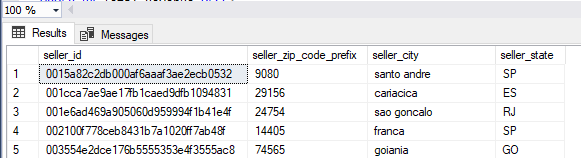 100 %
Results Messages
seller_id seller_zip_code_prefix seller_city seller_state
1 0015a82c2db000af6aaaf3ae2ecb0532 9080 santo andre SP
2 001cca7ae9ae17fb1caed9dfb1094831 29156 cariacica ES
3 001e6ad469a905060d959994f1b41e4f 24754 sao goncalo RJ
4 002100f778ceb8431b7a1020ff7ab48f 14405 franca SP
5 003554e2dce176b5555353e4f3555ac8 74565 goiania GO